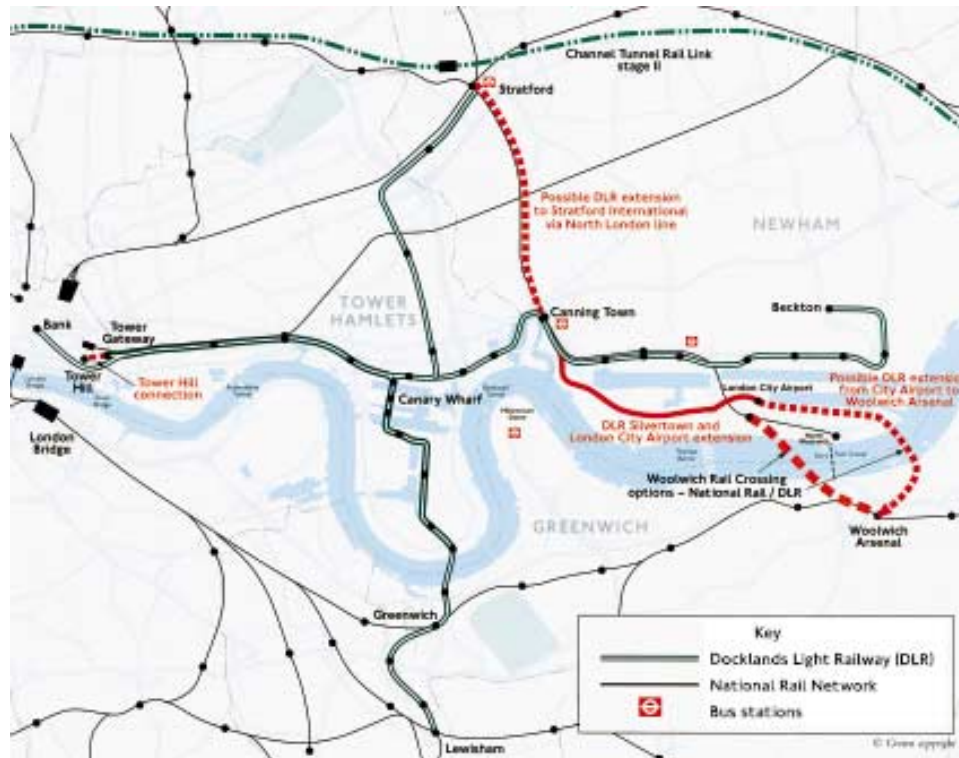 Channel Tunnel Rail Link
stage II
Stratford
Possible DLR extension
to Stratford International
via North London line
NEWHAM
TOWER
HAMLETS
Canning Town
Beckton
Bank
Tower
Gateway
Tower
Hill
Tower Hill
connection
Canary Wharf
London City Airport
Possible DLR extension
from City Airport to
Woolwich Arsenal
DLR Silvertown and
London City Airport extension
London
Bridge
Woolwich Rail Crossing
options – National Rail / DLR
GREENWICH
Woolwich
Arsenal
Greenwich
Lewisham
Key
Docklands Light Railway (DLR)
National Rail Network
Bus stations
© Crown copyright